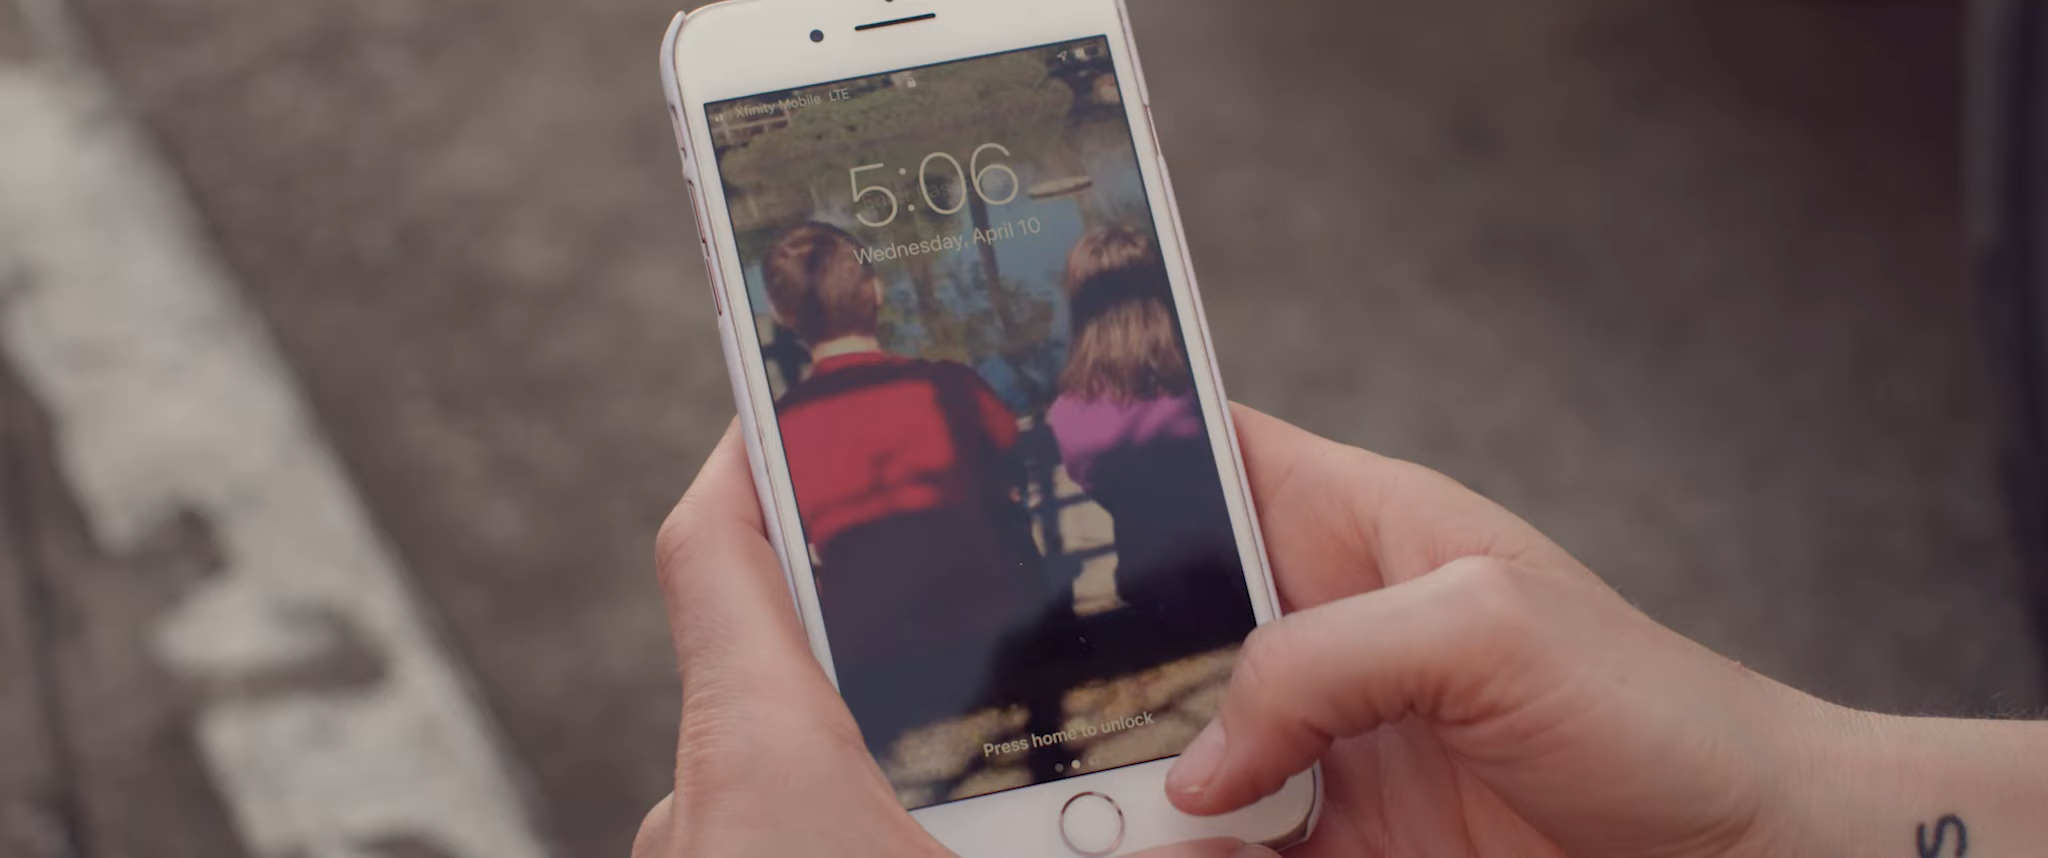 Xfinity Mobile LTE
5:06
Wednesday, April 10
Press home to unlock
S